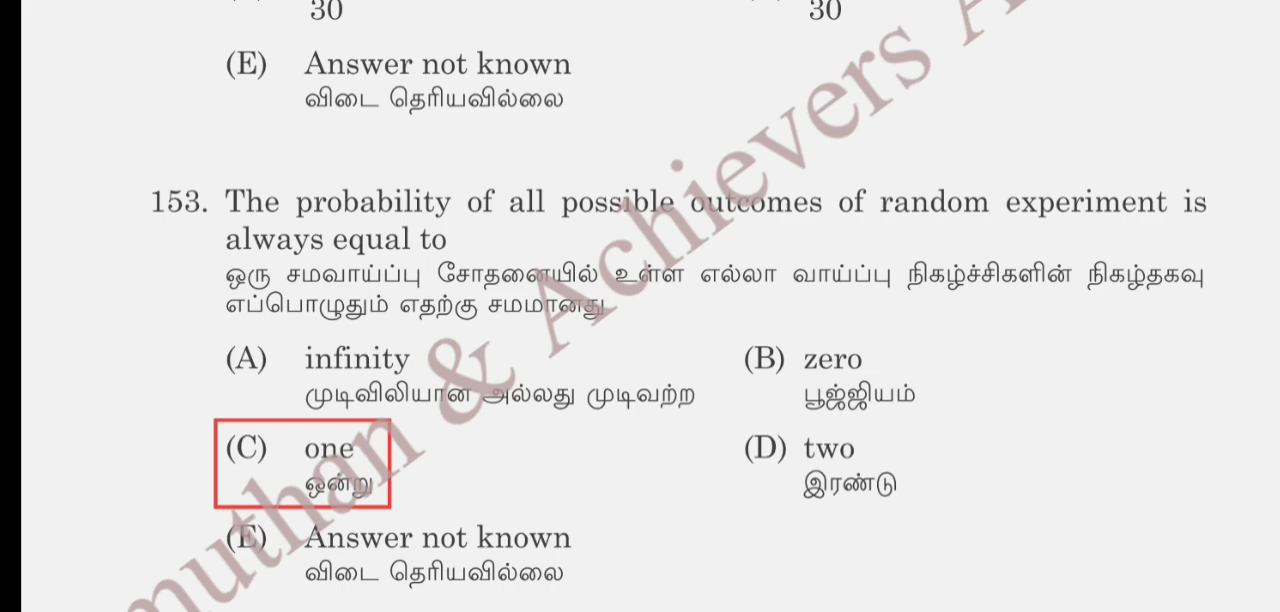 30 30
(E) Answer not known
விடை தெரியவில்லை
153. The probability of all possible outcomes of random experiment is
always equal to
ஒரு சமவாய்ப்பு சோதனையில் உள்ள எல்லா வாய்ப்பு நிகழ்ச்சிகளின் நிகழ்தகவு
எப்பொழுதும் எதற்கு சமமானது
(A) infinity (B) zero
முடிவிலியான அல்லது முடிவற்ற பூஜ்ஜியம்
(C) one (D) two
ஒன்று இரண்டு
(E) Answer not known
விடை தெரியவில்லை
muthan & Achievers A